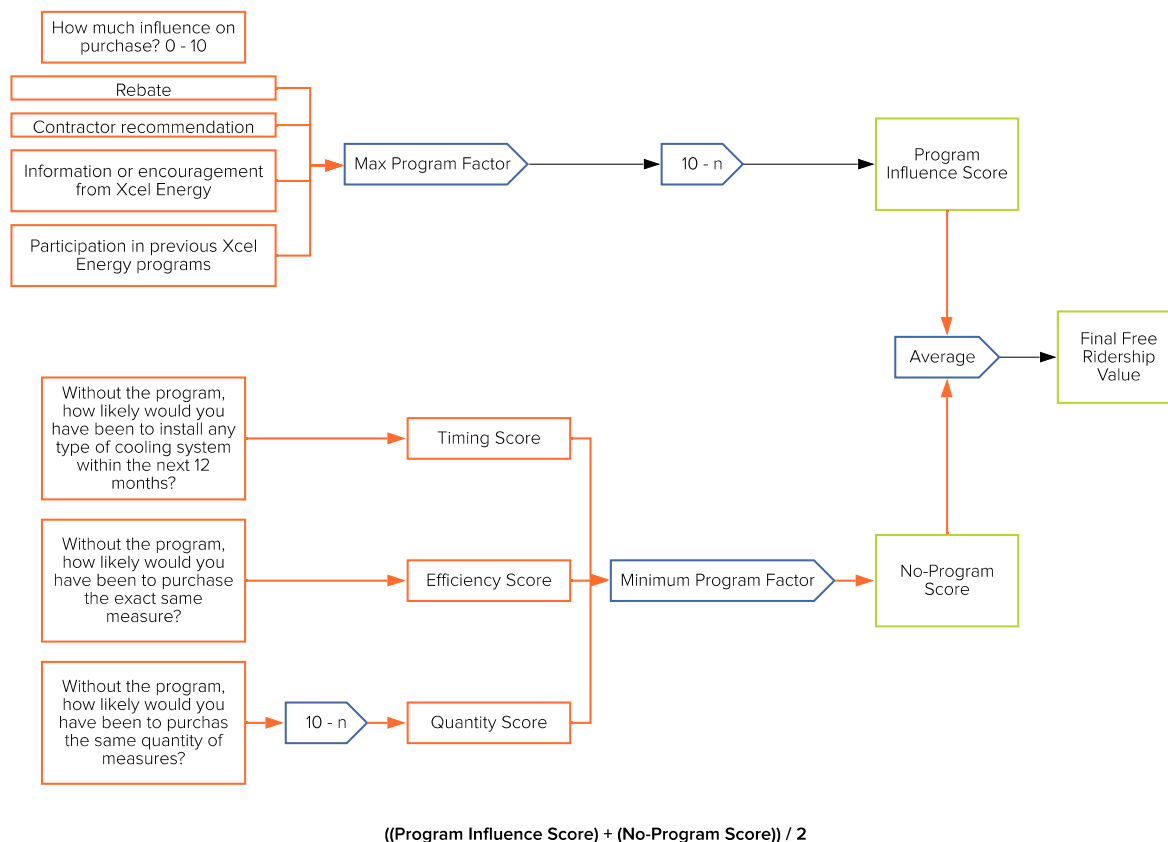 How much influence on
purchase? 0 - 10
Rebate
Contractor recommendation
Information or encouragement
from Xcel Energy
Participation in previous Xcel
Energy programs
Max Program Factor
10 - n
Program
Influence Score
Average
Final Free
Ridership
Value
Without the program,
how likely would you
have been to install any
type of cooling system
within the next 12
months?
Timing Score
Without the program,
how likely would you
have been to purchase
the exact same
measure?
Efficiency Score
Minimum Program Factor
No-Program
Score
Without the program,
how likely would you
have been to purchas
the same quantity of
measures?
10 - n
Quantity Score
((Program Influence Score) + (No-Program Score)) / 2